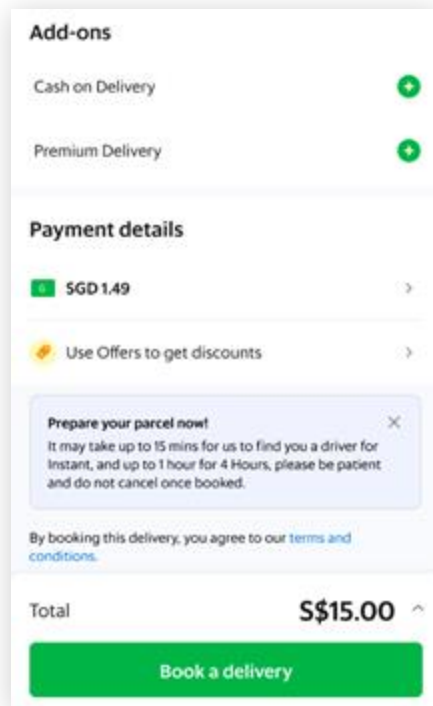 Add-ons
Cash on Delivery
Premium Delivery
Payment details
SGD 1.49
Use Offers to get discounts
Prepare your parcel now!
It may take up to 15 mins for us to find you a driver for
Instant, and up to 1 hour for 4 Hours, please be patient
and do not cancel once booked.
By booking this delivery, you agree to our terms and
conditions.
Total S$15.00
Book a delivery